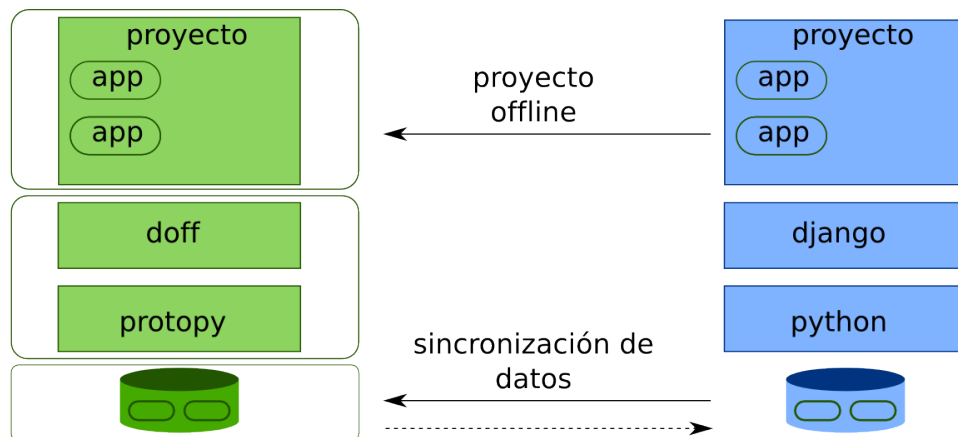 proyecto
app
app
doff
protopy
proyecto
offline
sincronización de
datos
proyecto
app
app
django
python